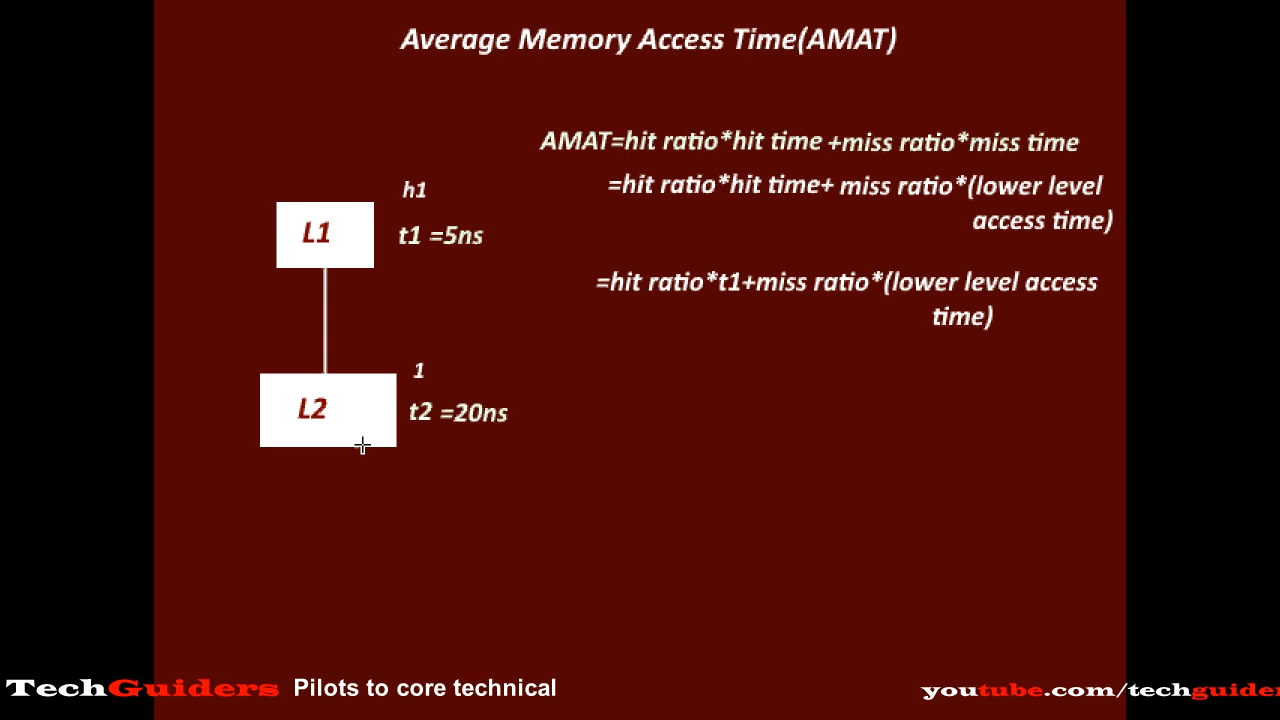 Average Memory Access Time(AMAT)
AMAT=hit ratio*hit time +miss ratio*miss time
=hit ratio*hit time+ miss ratio*(lower level
access time)
=hit ratio*t1+miss ratio*(lower level access
time)
h1
L1
t1 =5ns
1
L2
t2 =20ns
TechGuiders Pilots to core technical
youtube.com/techguider